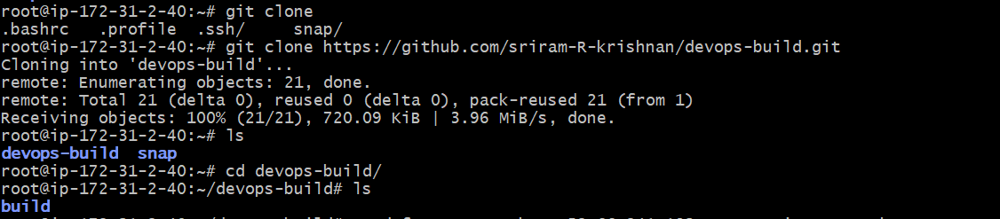 root@ip-172-31-2-40:~# git clone
.bashrc   .profile  .ssh/     snap/
root@ip-172-31-2-40:~# git clone https://github.com/sriram-R-krishnan/devops-build.git
Cloning into 'devops-build'...
remote: Enumerating objects: 21, done.
remote: Total 21 (delta 0), reused 0 (delta 0), pack-reused 21 (from 1)
Receiving objects: 100% (21/21), 720.09 KiB | 3.96 MiB/s, done.
root@ip-172-31-2-40:~# ls
devops-build  snap
root@ip-172-31-2-40:~# cd devops-build/
root@ip-172-31-2-40:~/devops-build# ls
build